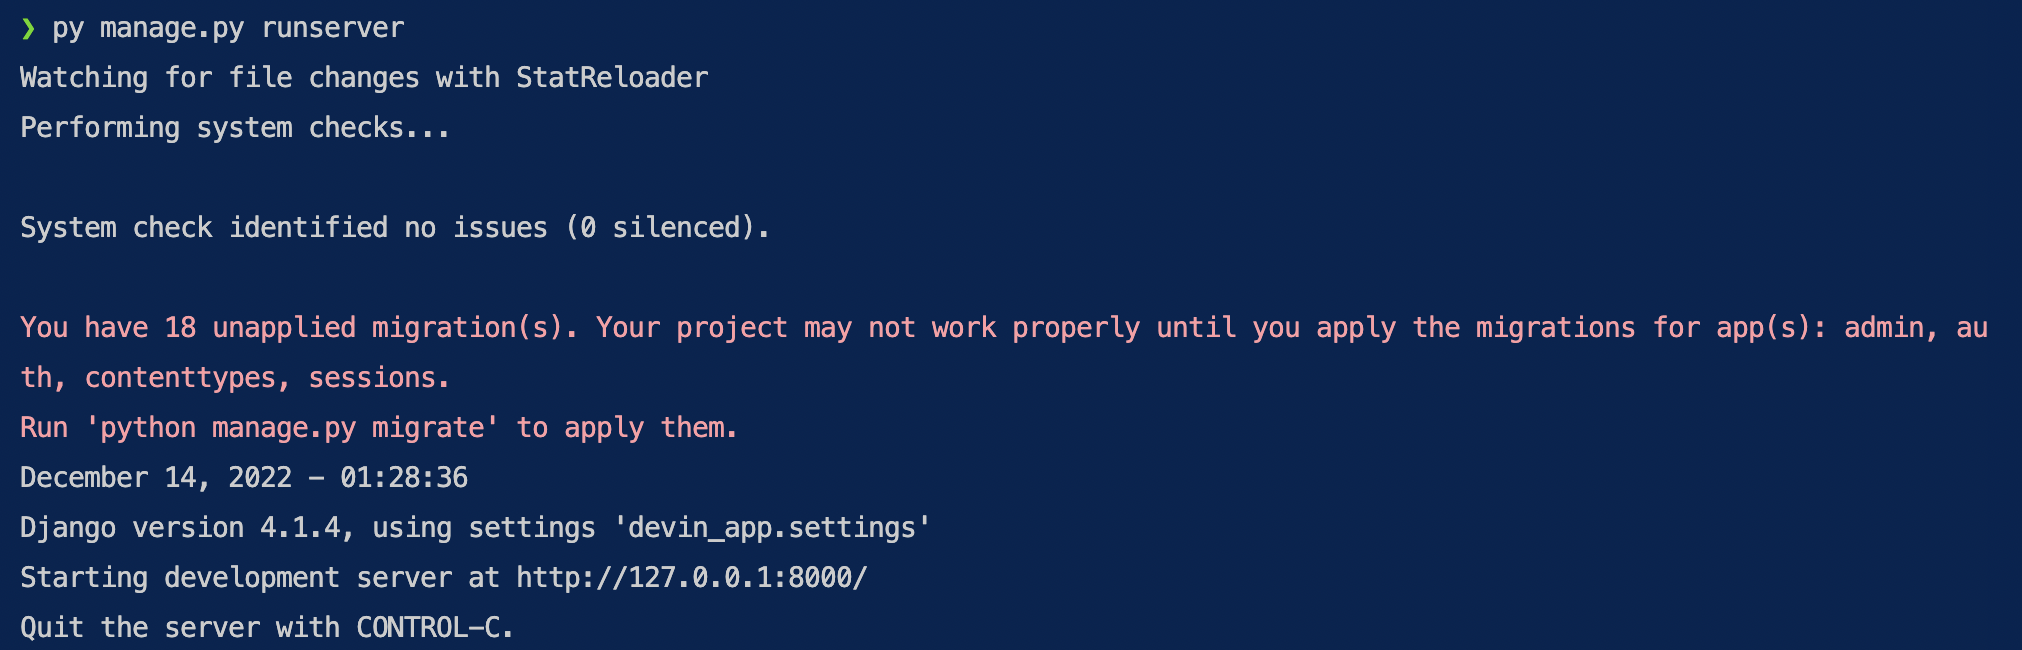 ❯ py manage.py runserver
Watching for file changes with StatReloader
Performing system checks...
System check identified no issues (0 silenced).
You have 18 unapplied migration(s). Your project may not work properly until you apply the migrations for app(s): admin, au
th, contenttypes, sessions.
Run 'python manage.py migrate' to apply them.
December 14, 2022 - 01:28:36
Django version 4.1.4, using settings 'devin_app.settings'
Starting development server at http://127.0.0.1:8000/
Quit the server with CONTROL-C.